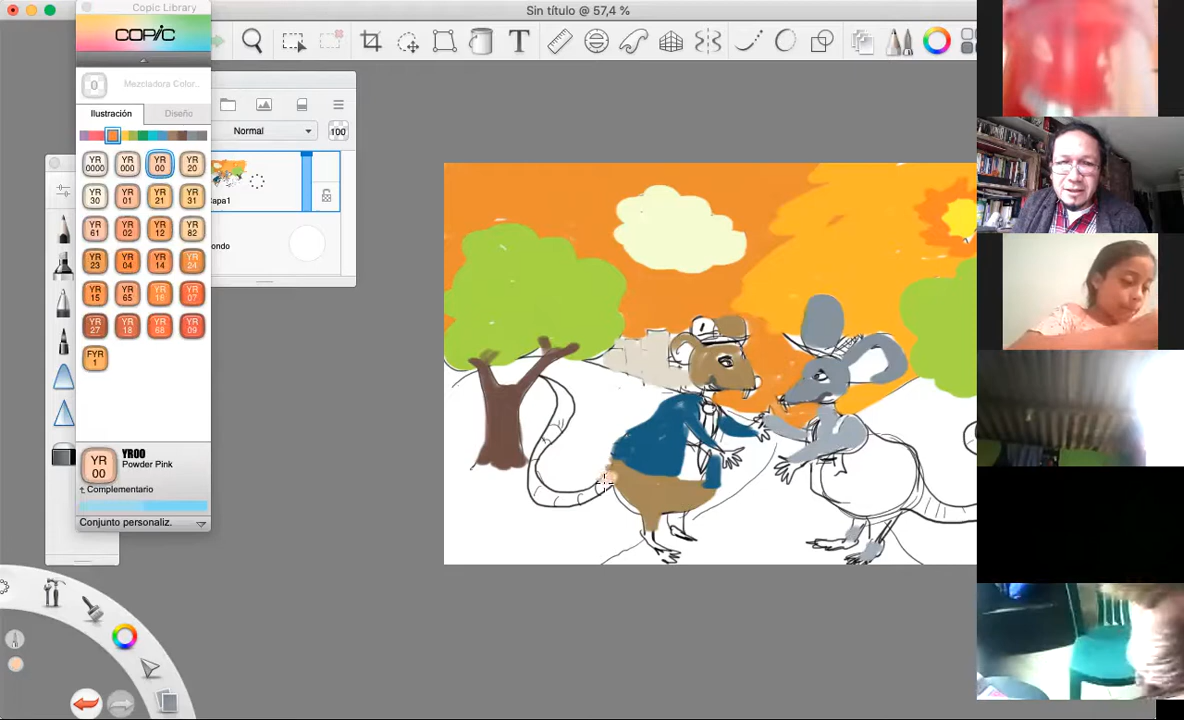 Sin título @ 57,4 %
Copic Library
COPIC
T
0 Mezcladora Color...
Ilustración Diseño
Normal 100
YR 0000 YR 000 YR 00 YR 20
YR 30 YR 01 YR 21 YR 31
YR 61 YR 02 YR 12 YR 82
YR 23 YR 04 YR 14 YR 24
YR 15 YR 65 YR 16 YR 07
YR 27 YR 18 YR 68 YR 09
FYR 1
apa1
ondo
YR 00
YR00
Powder Pink
Complementario
Conjunto personaliz.